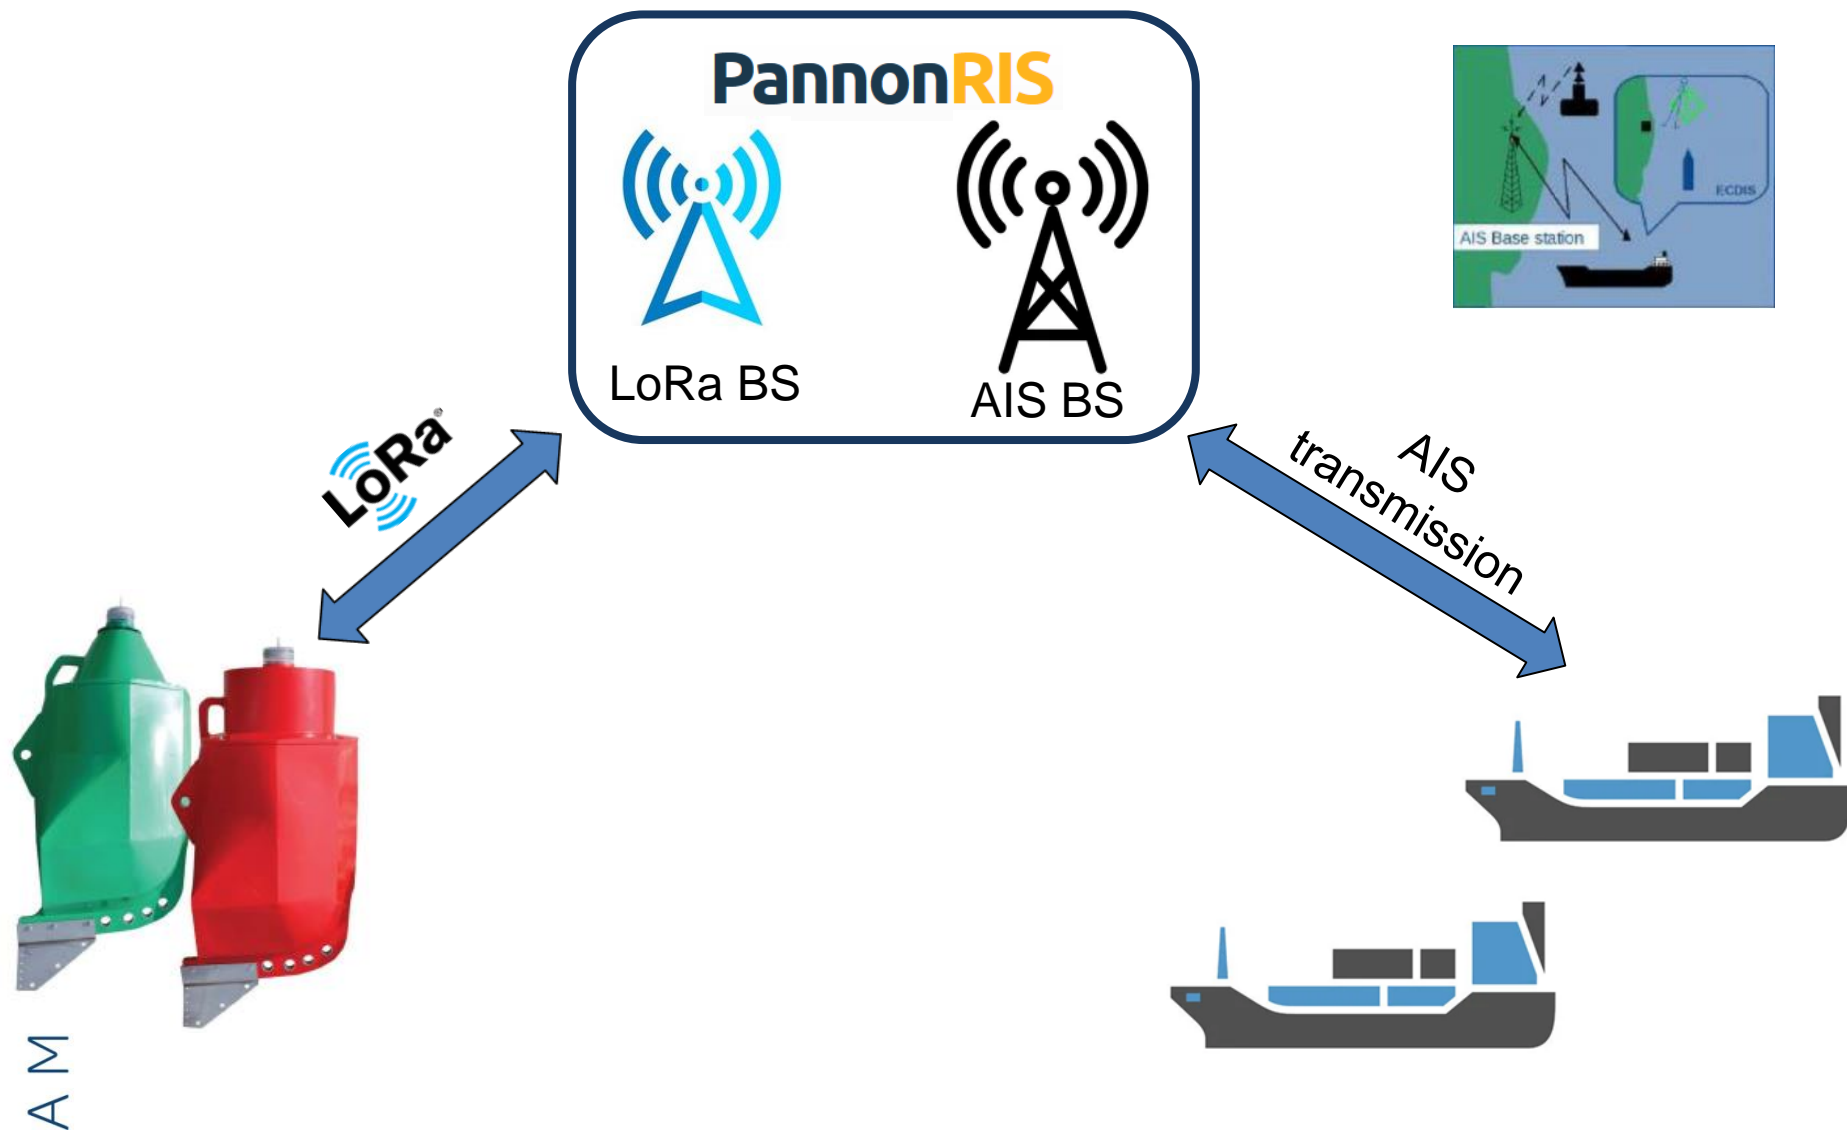 PannonRIS
LoRa BS
AIS BS
ECDIS
AIS Base station
LoRa®
AIS
transmission
A M